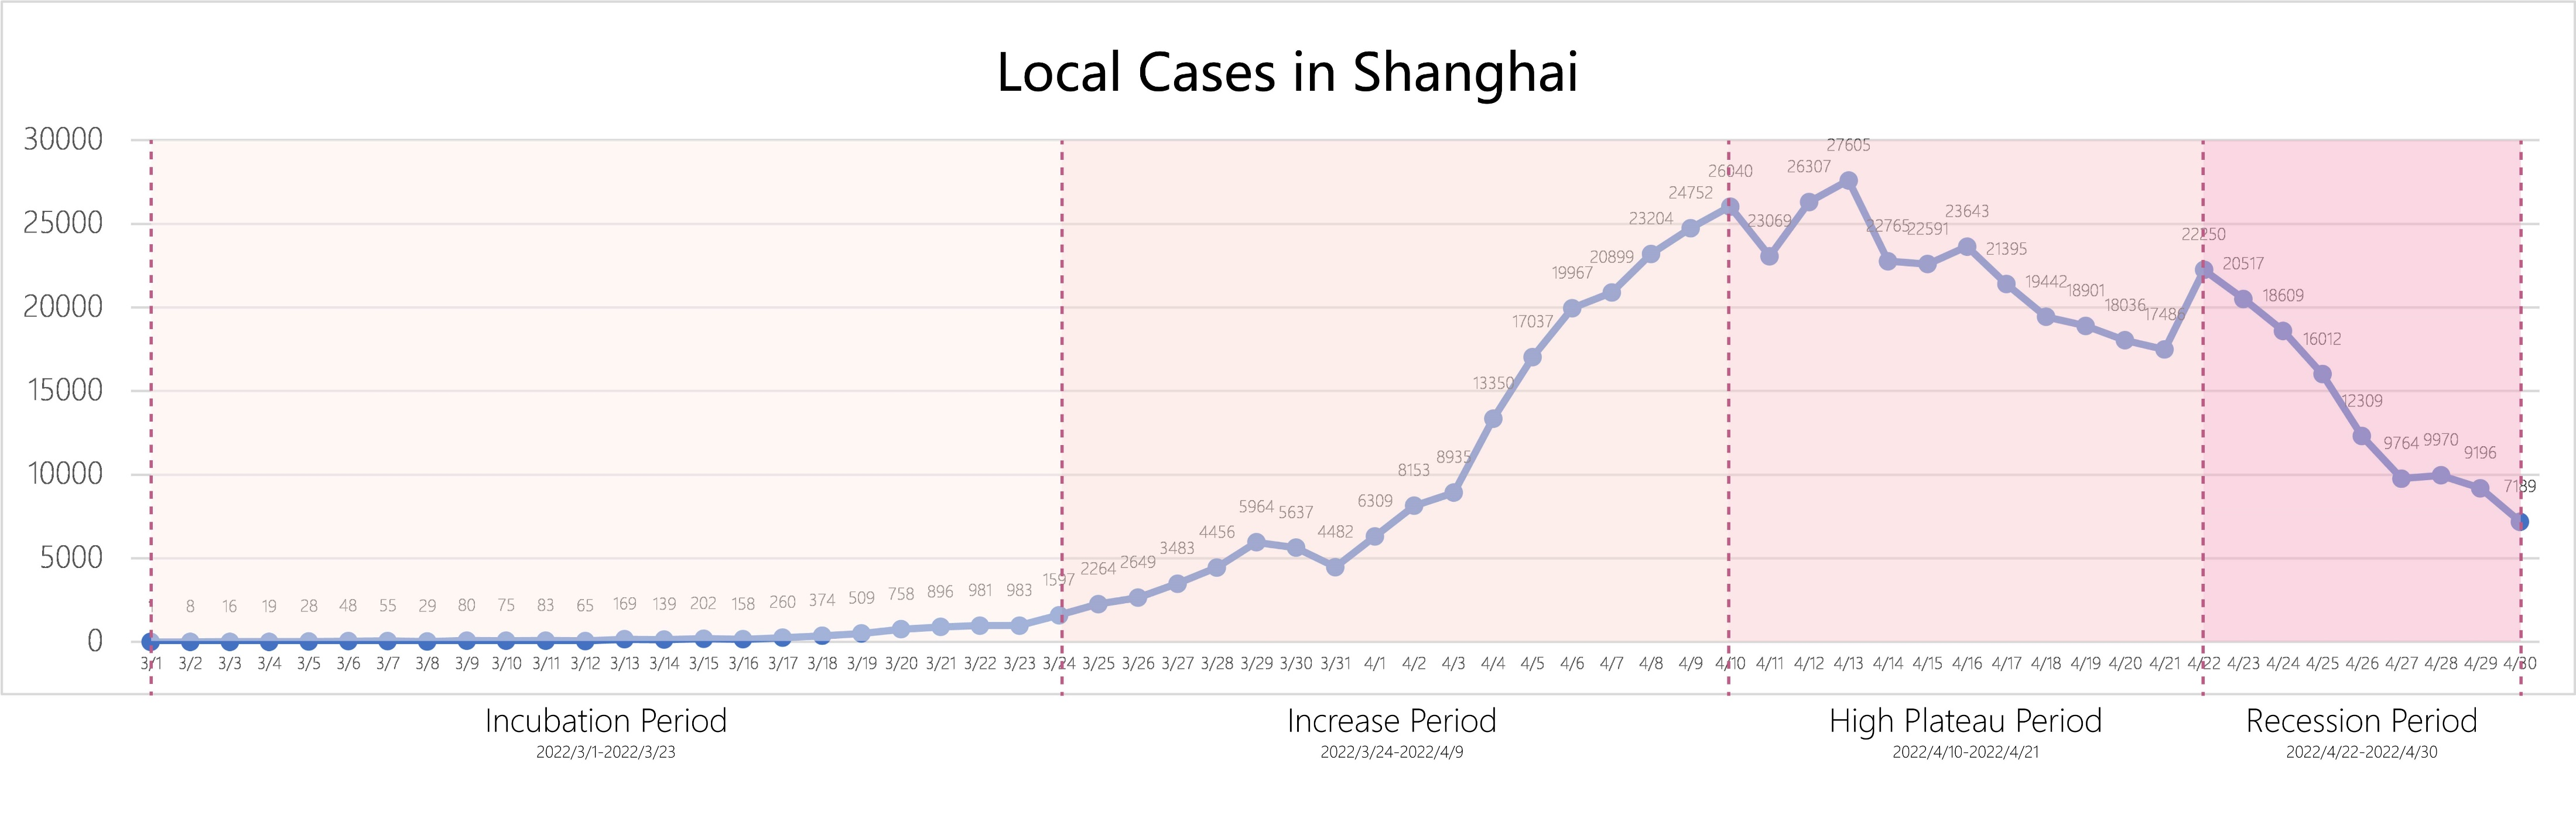 Local Cases in Shanghai
30000
25000
20000
15000
10000
5000
0
1 8 16 19 28 48 55 29 80 75 83 65 169 139 202 158 260 374 509 758 896 981 983 1597 2264 2649 3483 4456 5964 5637 4482 6309 8153 8935 13350 17037 19967 20899 23204 24752 26040 23069 26307 27605 22765 22591 23643 21395 19442 18901 18036 17486 22250 20517 18609 16012 12309 9764 9970 9196 7189
3/1 3/2 3/3 3/4 3/5 3/6 3/7 3/8 3/9 3/10 3/11 3/12 3/13 3/14 3/15 3/16 3/17 3/18 3/19 3/20 3/21 3/22 3/23 3/24 3/25 3/26 3/27 3/28 3/29 3/30 3/31 4/1 4/2 4/3 4/4 4/5 4/6 4/7 4/8 4/9 4/10 4/11 4/12 4/13 4/14 4/15 4/16 4/17 4/18 4/19 4/20 4/21 4/22 4/23 4/24 4/25 4/26 4/27 4/28 4/29 4/30
Incubation Period
2022/3/1-2022/3/23
Increase Period
2022/3/24-2022/4/9
High Plateau Period
2022/4/10-2022/4/21
Recession Period
2022/4/22-2022/4/30